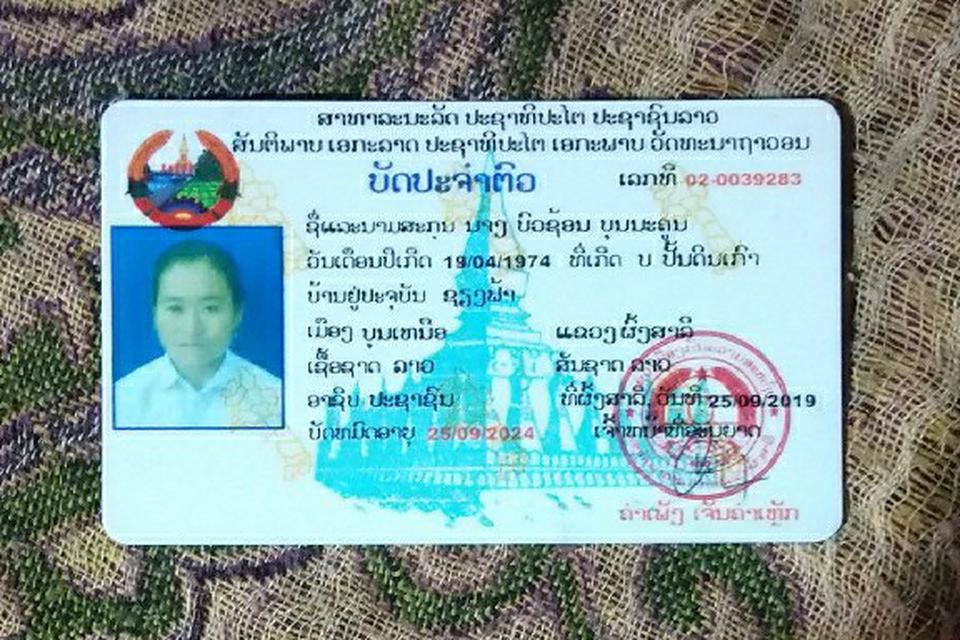 ສາທາລະນະລັດ ປະຊາທິປະໄຕ ປະຊາຊົນລາວ
ສັນຕິພາບ ເອກະລາດ ປະຊາທິປະໄຕ ເອກະພາບ ວັດທະນາຖາວອນ
ບັດປະຈຳຕົວ ເລກທີ 02-0039283
ຊື່ແລະນາມສະກຸນ ນາງ ບົວຊ້ອນ ບຸນນະຄູນ
ວັນເດືອນປີເກີດ 19/04/1974 ທີ່ເກີດ ບ ປັ້ນດິນເກົ່າ
ບ້ານຢູ່ປະຈຸບັນ ຊຽງຟ້າ
ເມືອງ ບຸນເຫນືອ ແຂວງ ຜົ້ງສາລີ
ເຊື້ອຊາດ ລາວ ສັນຊາດ ລາວ
ອາຊີບ ປະຊາຊົນ ທີ່ຜົ້ງສາລີ, ວັນທີ 25/09/2019
ບັດຫມົດອາຍຸ 25/09/2024 ເຈົ້າຫນ້າທີ່ອະນຸຍາດ